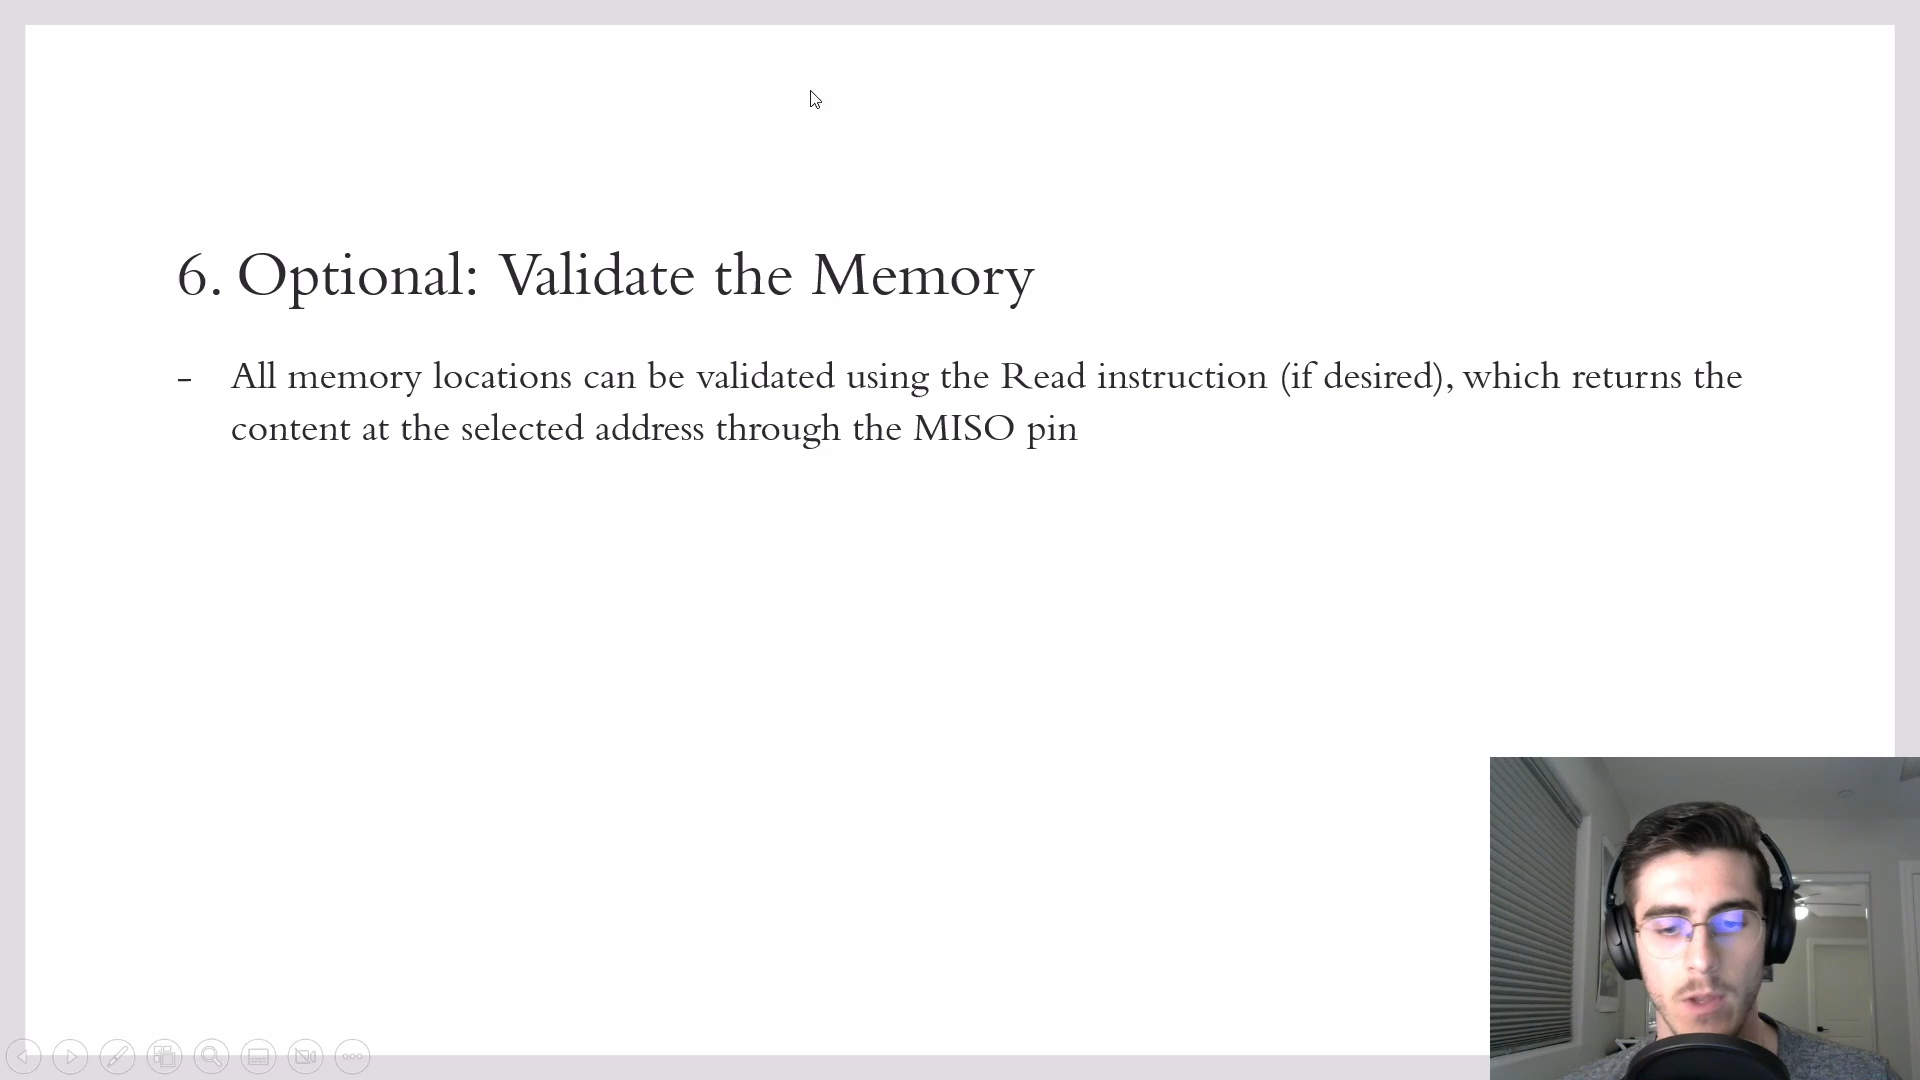 6. Optional: Validate the Memory
- All memory locations can be validated using the Read instruction (if desired), which returns the
content at the selected address through the MISO pin